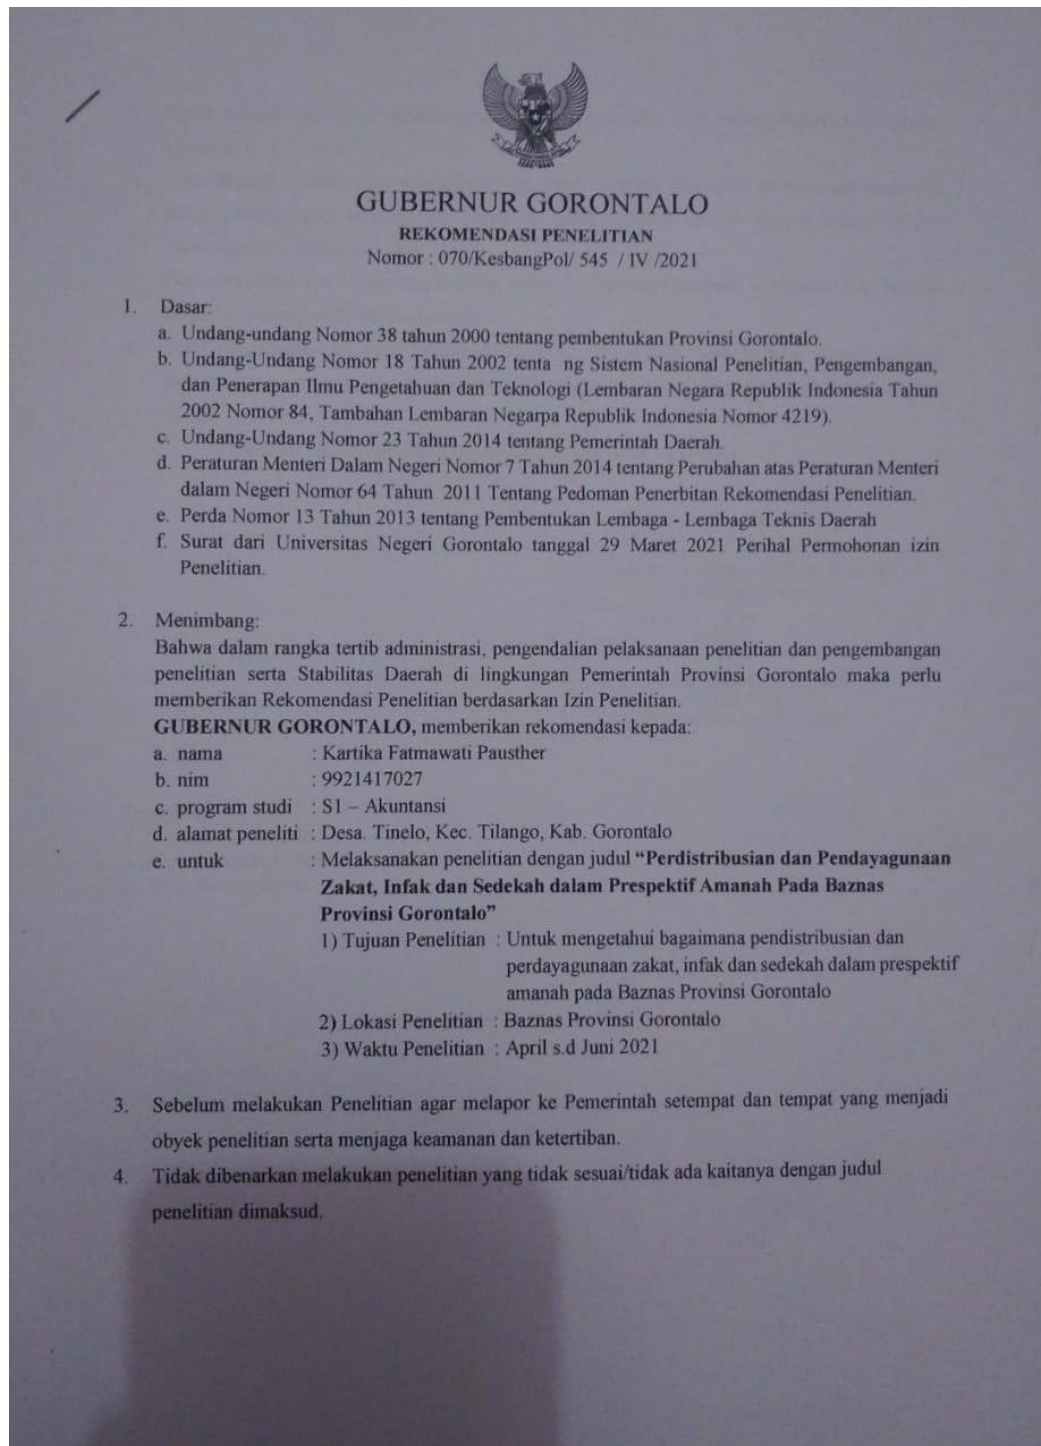 GUBERNUR GORONTALO
REKOMENDASI PENELITIAN
Nomor : 070/KesbangPol/ 545 / IV /2021
1. Dasar:
a. Undang-undang Nomor 38 tahun 2000 tentang pembentukan Provinsi Gorontalo.
b. Undang-Undang Nomor 18 Tahun 2002 tenta ng Sistem Nasional Penelitian, Pengembangan,
dan Penerapan Ilmu Pengetahuan dan Teknologi (Lembaran Negara Republik Indonesia Tahun
2002 Nomor 84, Tambahan Lembaran Negarpa Republik Indonesia Nomor 4219).
c. Undang-Undang Nomor 23 Tahun 2014 tentang Pemerintah Daerah.
d. Peraturan Menteri Dalam Negeri Nomor 7 Tahun 2014 tentang Perubahan atas Peraturan Menteri
dalam Negeri Nomor 64 Tahun 2011 Tentang Pedoman Penerbitan Rekomendasi Penelitian.
e. Perda Nomor 13 Tahun 2013 tentang Pembentukan Lembaga - Lembaga Teknis Daerah
f. Surat dari Universitas Negeri Gorontalo tanggal 29 Maret 2021 Perihal Permohonan izin
Penelitian.
2. Menimbang:
Bahwa dalam rangka tertib administrasi, pengendalian pelaksanaan penelitian dan pengembangan
penelitian serta Stabilitas Daerah di lingkungan Pemerintah Provinsi Gorontalo maka perlu
memberikan Rekomendasi Penelitian berdasarkan Izin Penelitian.
GUBERNUR GORONTALO, memberikan rekomendasi kepada:
a. nama : Kartika Fatmawati Pausther
b. nim : 9921417027
c. program studi : S1 – Akuntansi
d. alamat peneliti : Desa. Tinelo, Kec. Tilango, Kab. Gorontalo
e. untuk : Melaksanakan penelitian dengan judul “Perdistribusian dan Pendayagunaan
Zakat, Infak dan Sedekah dalam Prespektif Amanah Pada Baznas
Provinsi Gorontalo”
1) Tujuan Penelitian : Untuk mengetahui bagaimana pendistribusian dan
perdayagunaan zakat, infak dan sedekah dalam prespektif
amanah pada Baznas Provinsi Gorontalo
2) Lokasi Penelitian : Baznas Provinsi Gorontalo
3) Waktu Penelitian : April s.d Juni 2021
3. Sebelum melakukan Penelitian agar melapor ke Pemerintah setempat dan tempat yang menjadi
obyek penelitian serta menjaga keamanan dan ketertiban.
4. Tidak dibenarkan melakukan penelitian yang tidak sesuai/tidak ada kaitanya dengan judul
penelitian dimaksud.